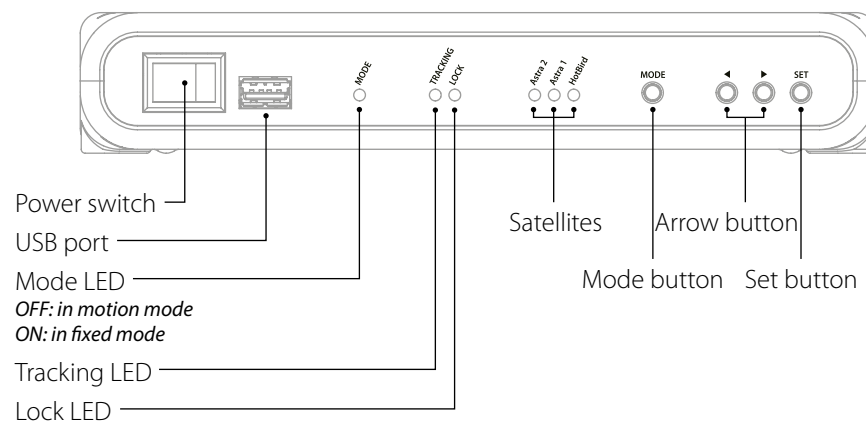 MODE
TRACKING
LOCK
Astra 2
Astra 1
HotBird
MODE
◄
►
SET
Power switch
USB port
Mode LED
OFF: in motion mode
ON: in fixed mode
Tracking LED
Lock LED
Satellites
Arrow button
Mode button
Set button